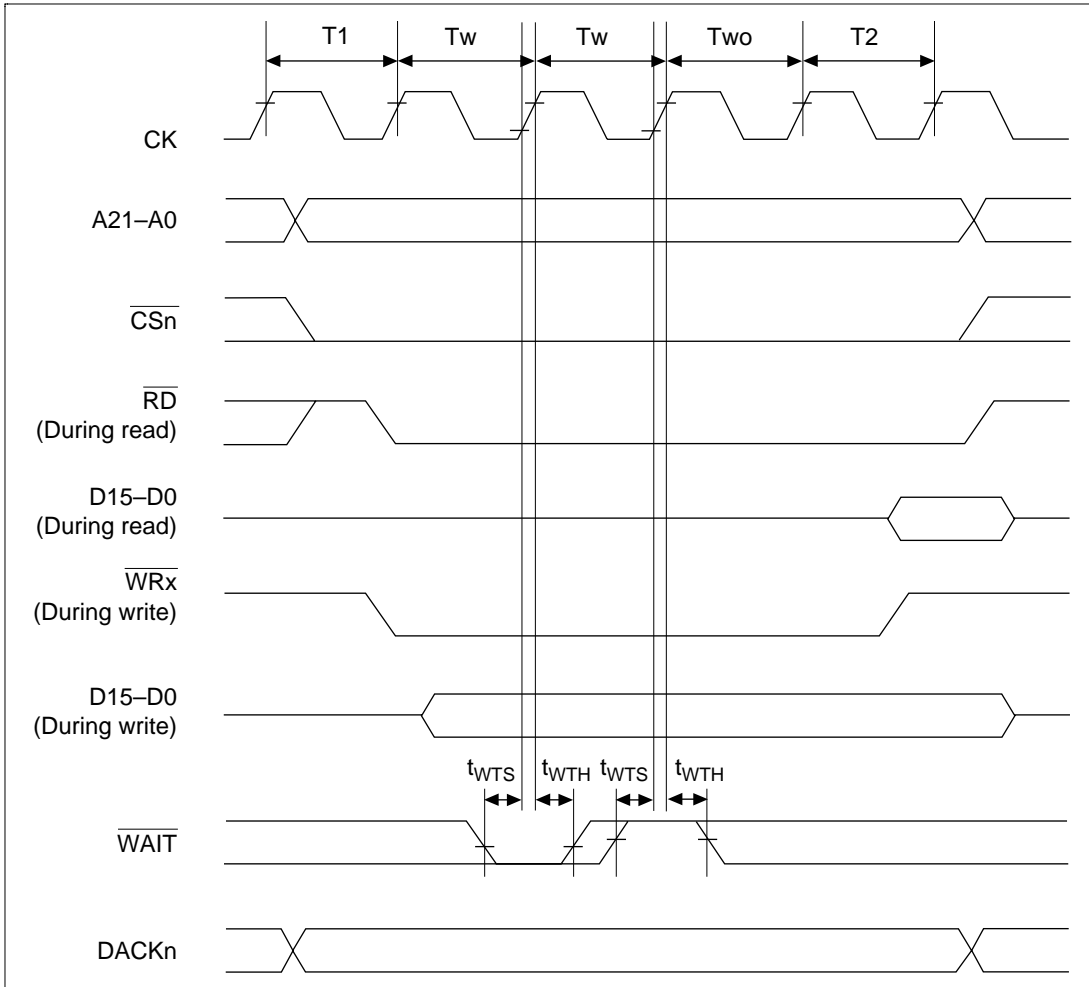 T1 Tw Tw Two T2
CK
A21–A0
CSn
RD
(During read)
D15–D0
(During read)
WRx
(During write)
D15–D0
(During write)
tWTS tWTH tWTS tWTH
WAIT
DACKn